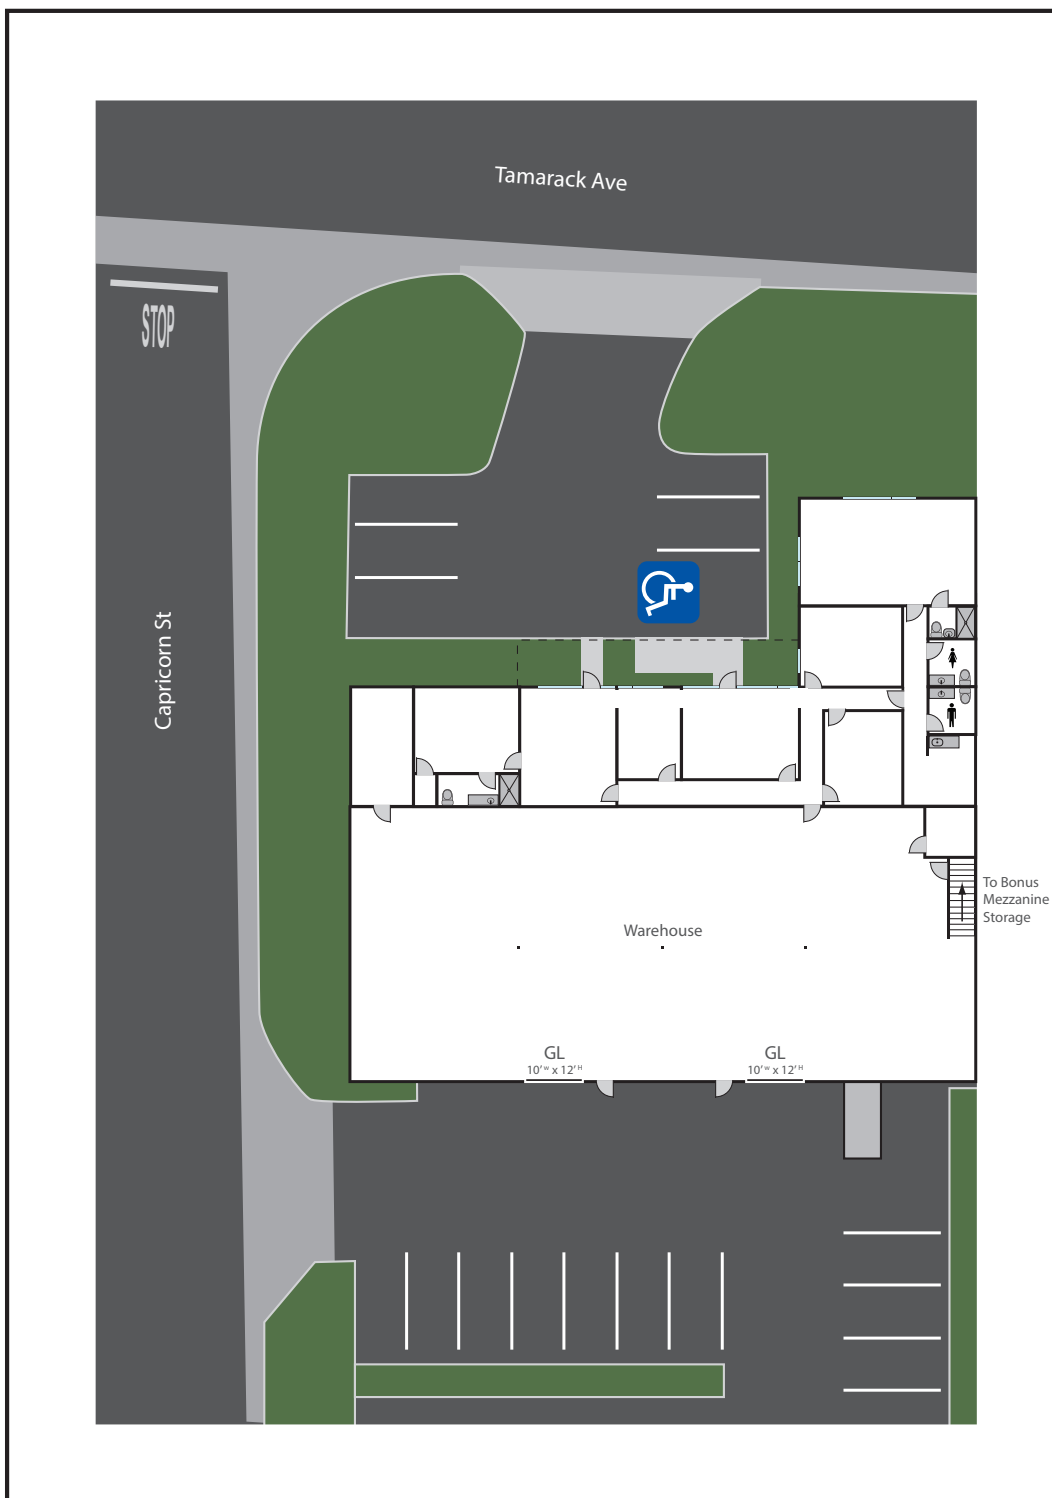 Tamarack Ave
STOP
Capricorn St
To Bonus
Mezzanine
Storage
Warehouse
GL
10'ʷ x 12'ᴴ
GL
10'ʷ x 12'ᴴ